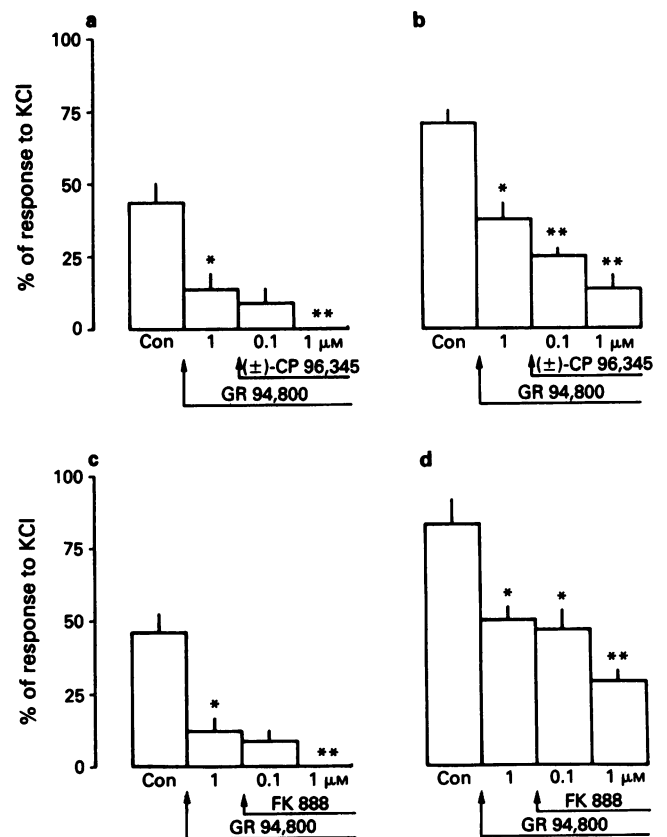 a
b
100
75
50
25
0
% of response to KCl
*
**
*
**
**
Con 1 0.1 1 μM
Con 1 0.1 1 μM
(±)-CP 96,345
(±)-CP 96,345
GR 94,800
GR 94,800
c
d
100
75
50
25
0
% of response to KCl
*
**
*
*
**
Con 1 0.1 1 μM
Con 1 0.1 1 μM
FK 888
FK 888
GR 94,800
GR 94,800